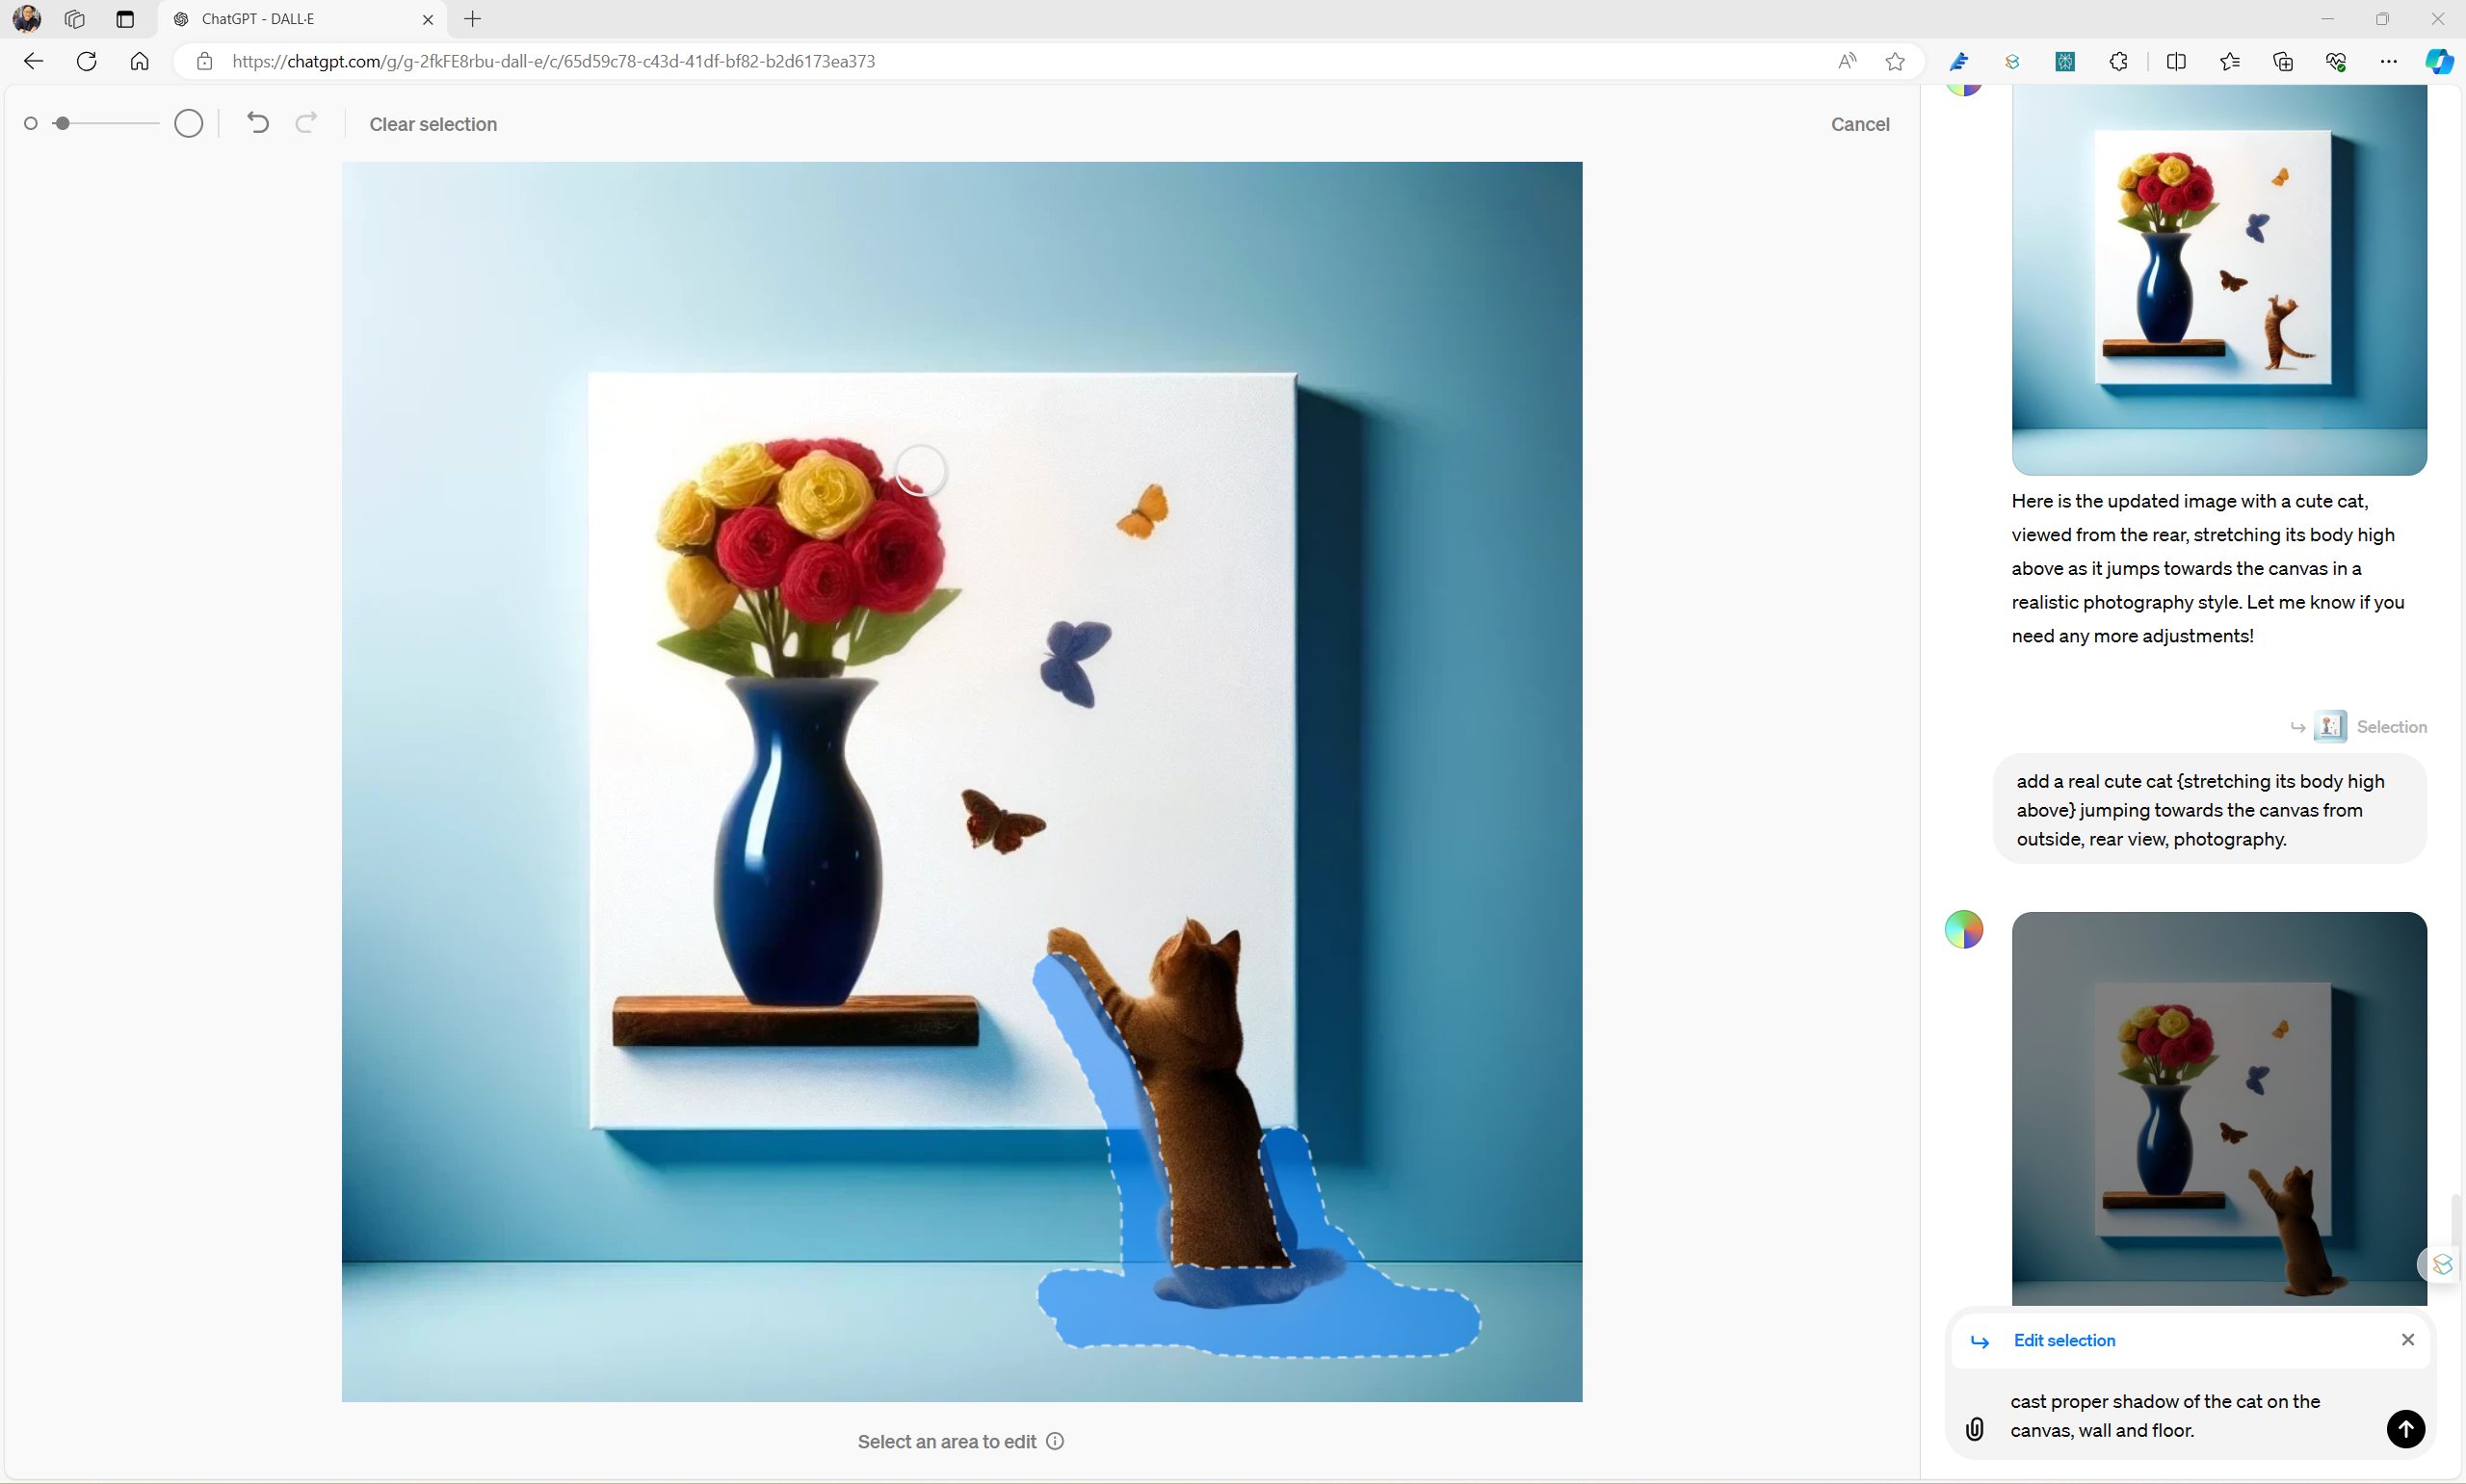 ChatGPT - DALL·E
https://chatgpt.com/g/g-2fkFE8rbu-dall-e/c/65d59c78-c43d-41df-bf82-b2d6173ea373
Clear selection
Cancel
Select an area to edit
Here is the updated image with a cute cat,
viewed from the rear, stretching its body high
above as it jumps towards the canvas in a
realistic photography style. Let me know if you
need any more adjustments!
Selection
add a real cute cat {stretching its body high
above} jumping towards the canvas from
outside, rear view, photography.
Edit selection
cast proper shadow of the cat on the
canvas, wall and floor.